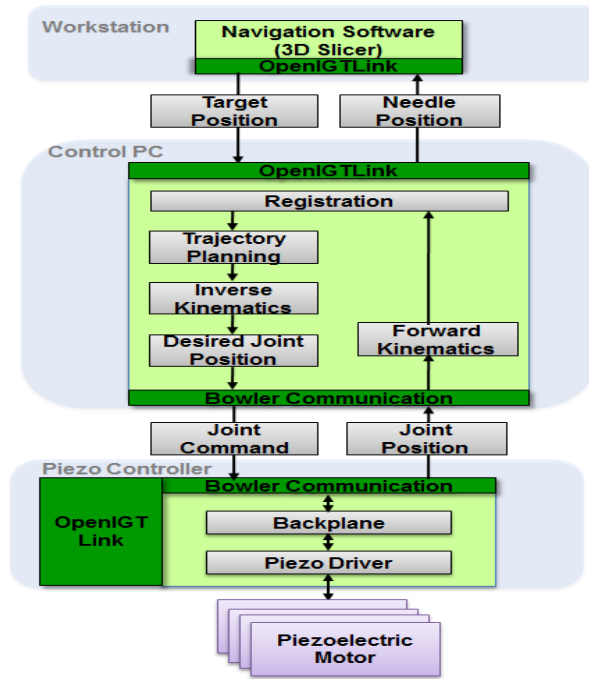 Workstation
Navigation Software
(3D Slicer)
OpenIGTLink
Target
Position
Needle
Position
Control PC
OpenIGTLink
Registration
Trajectory
Planning
Inverse
Kinematics
Desired Joint
Position
Forward
Kinematics
Bowler Communication
Joint
Command
Joint
Position
Piezo Controller
Bowler Communication
OpenIGT
Link
Backplane
Piezo Driver
Piezoelectric
Motor